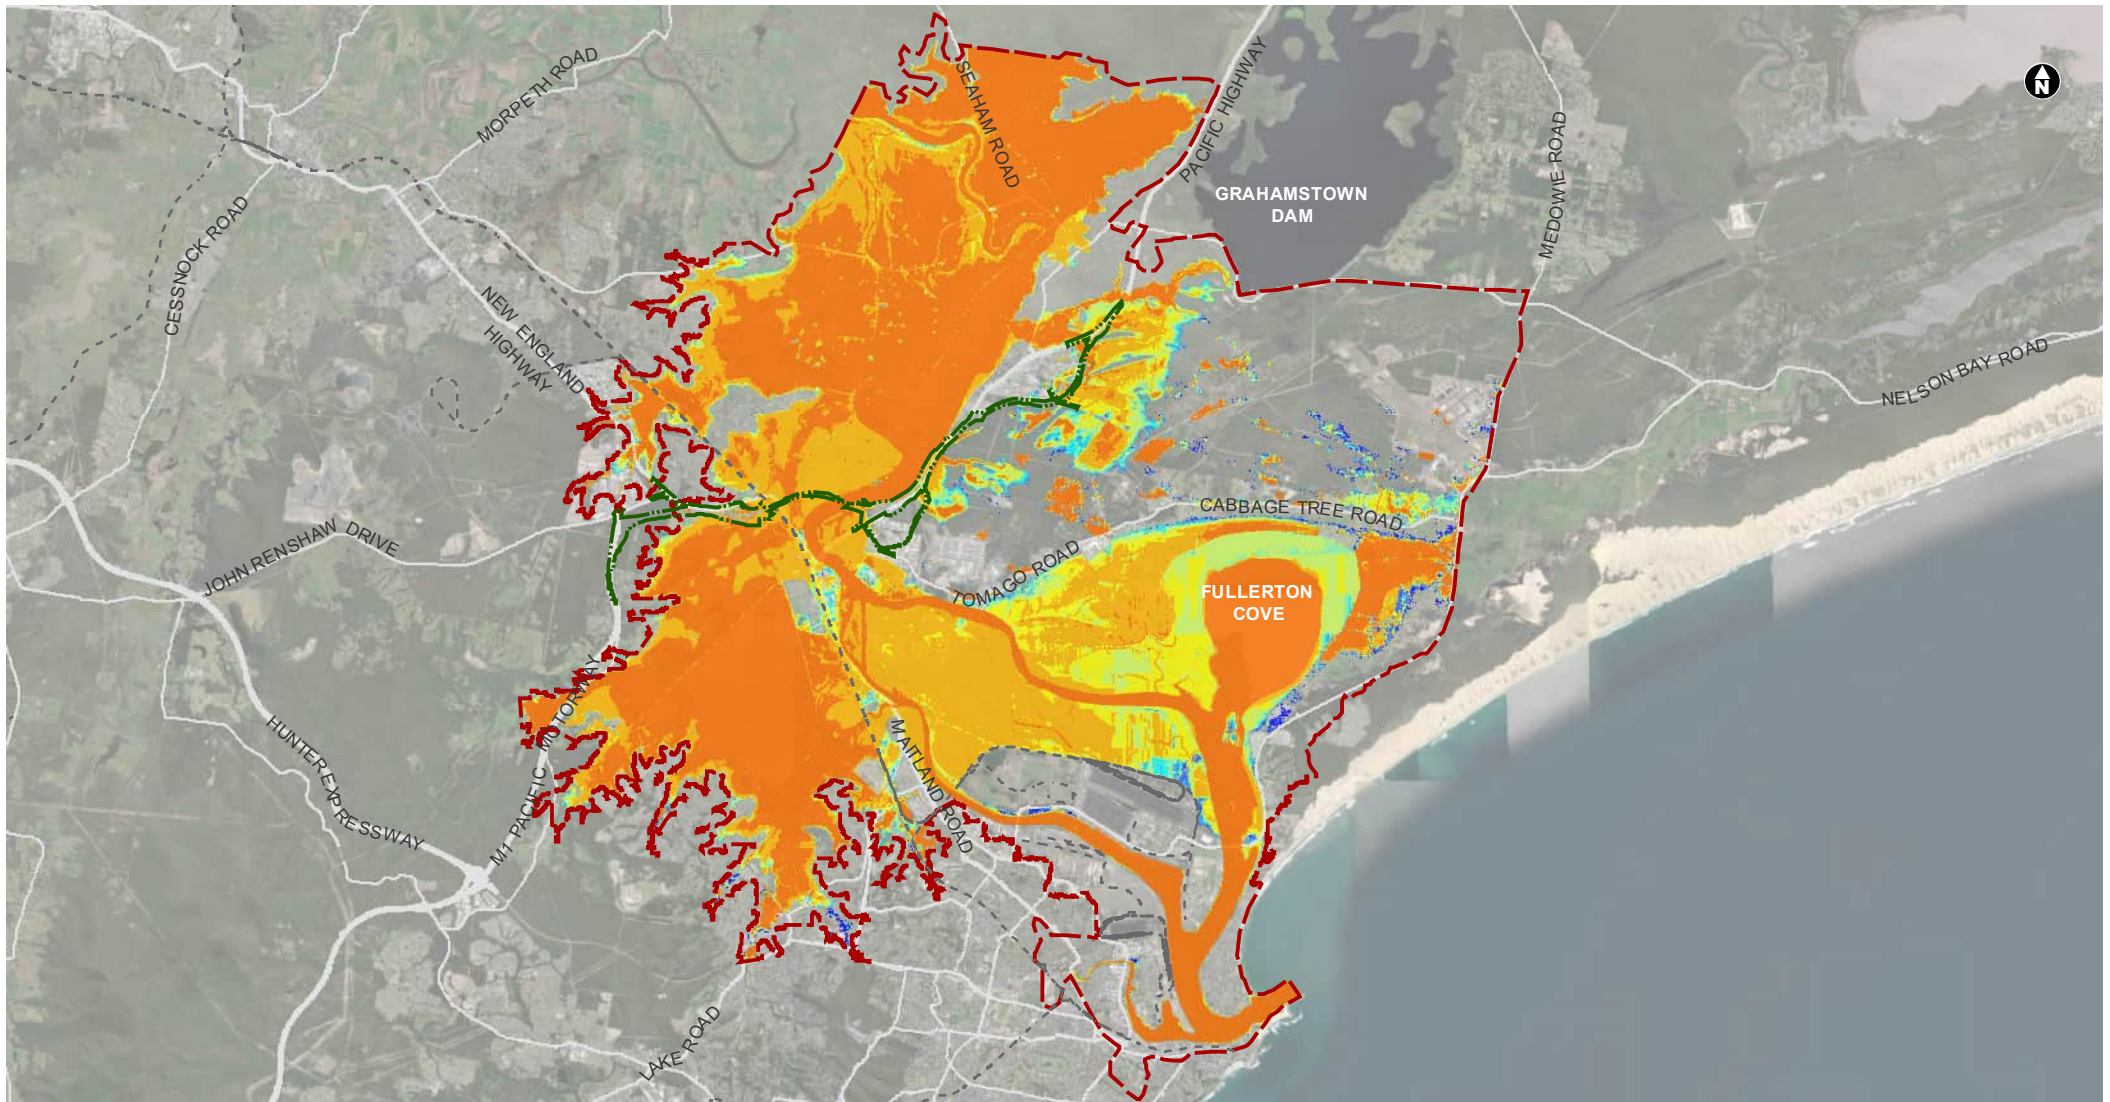 N
MORPETH ROAD
SEAHAM ROAD
PACIFIC HIGHWAY
MEDOWIE ROAD
GRAHAMSTOWN
DAM
CESSNOCK ROAD
NEW ENGLAND
HIGHWAY
NELSON BAY ROAD
CABBAGE TREE ROAD
JOHN RENSHAW DRIVE
TOMAGO ROAD
FULLERTON
COVE
HUNTER EXPRESSWAY
M1 PACIFIC MOTORWAY
MAITLAND ROAD
LAKE ROAD